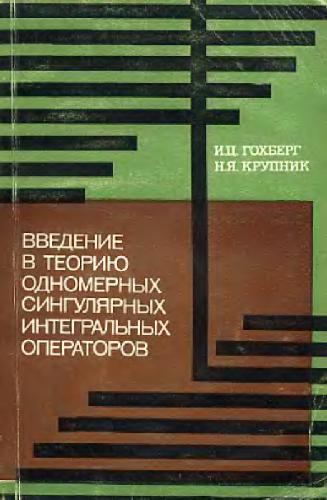 И.Ц. ГОХБЕРГ
Н.Я. КРУПНИК
ВВЕДЕНИЕ
В ТЕОРИЮ
ОДНОМЕРНЫХ
СИНГУЛЯРНЫХ
ИНТЕГРАЛЬНЫХ
ОПЕРАТОРОВ